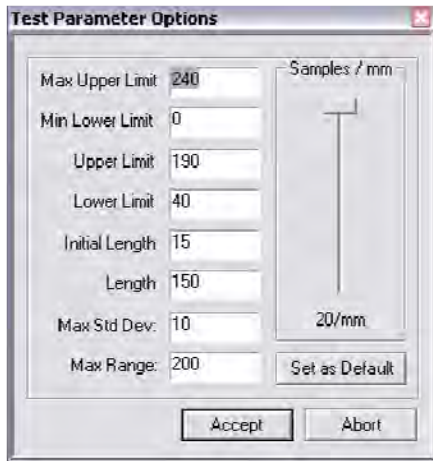 Test Parameter Options
Max Upper Limit 240
Min Lower Limit 0
Upper Limit 190
Lower Limit 40
Initial Length 15
Length 150
Max Std Dev: 10
Max Range: 200
Samples / mm
20/mm
Set as Default
Accept Abort